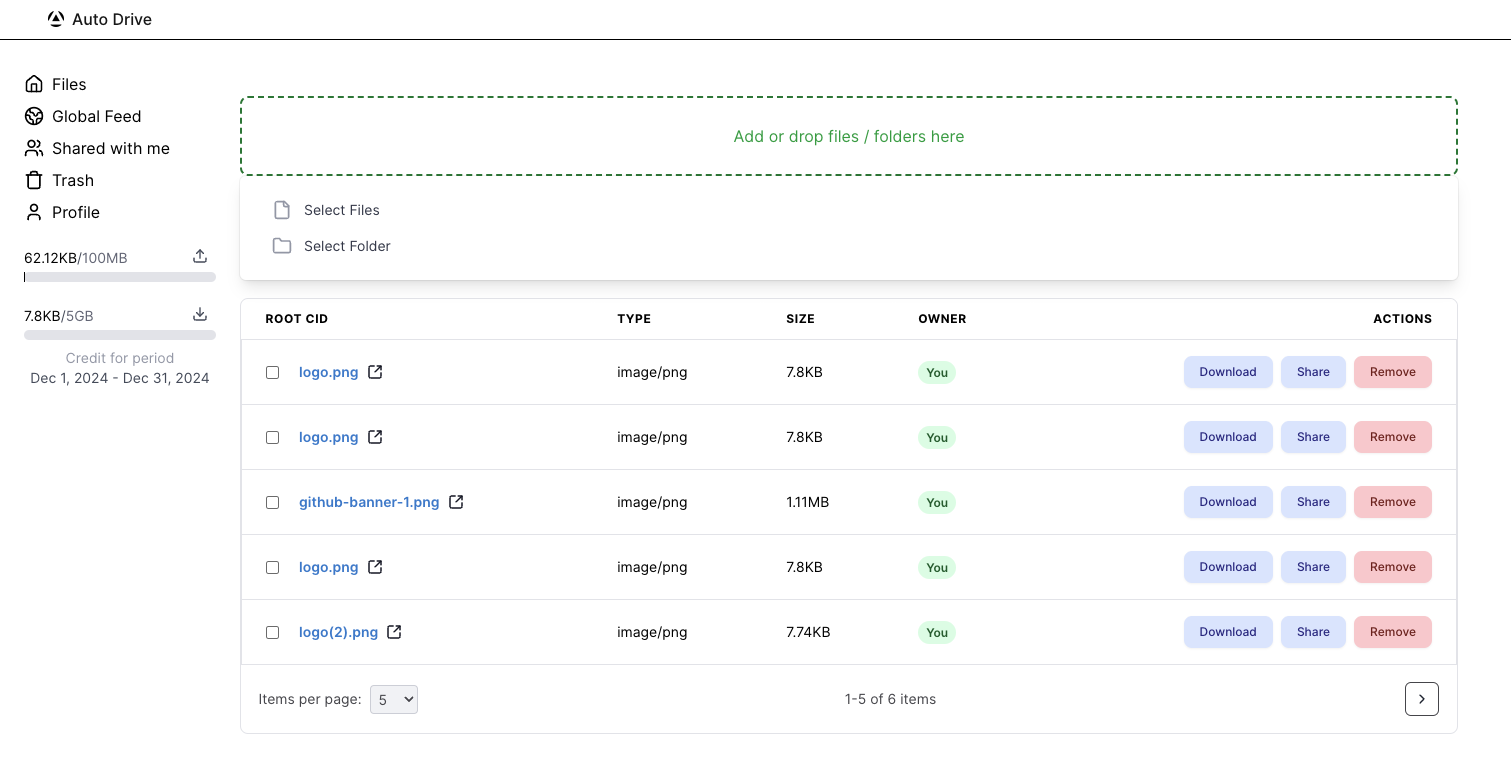 Auto Drive
Files
Global Feed
Shared with me
Trash
Profile
62.12KB/100MB
7.8KB/5GB
Credit for period
Dec 1, 2024 - Dec 31, 2024
Add or drop files / folders here
Select Files
Select Folder
ROOT CID TYPE SIZE OWNER ACTIONS
logo.png image/png 7.8KB You Download Share Remove
logo.png image/png 7.8KB You Download Share Remove
github-banner-1.png image/png 1.11MB You Download Share Remove
logo.png image/png 7.8KB You Download Share Remove
logo(2).png image/png 7.74KB You Download Share Remove
Items per page: 5 1-5 of 6 items